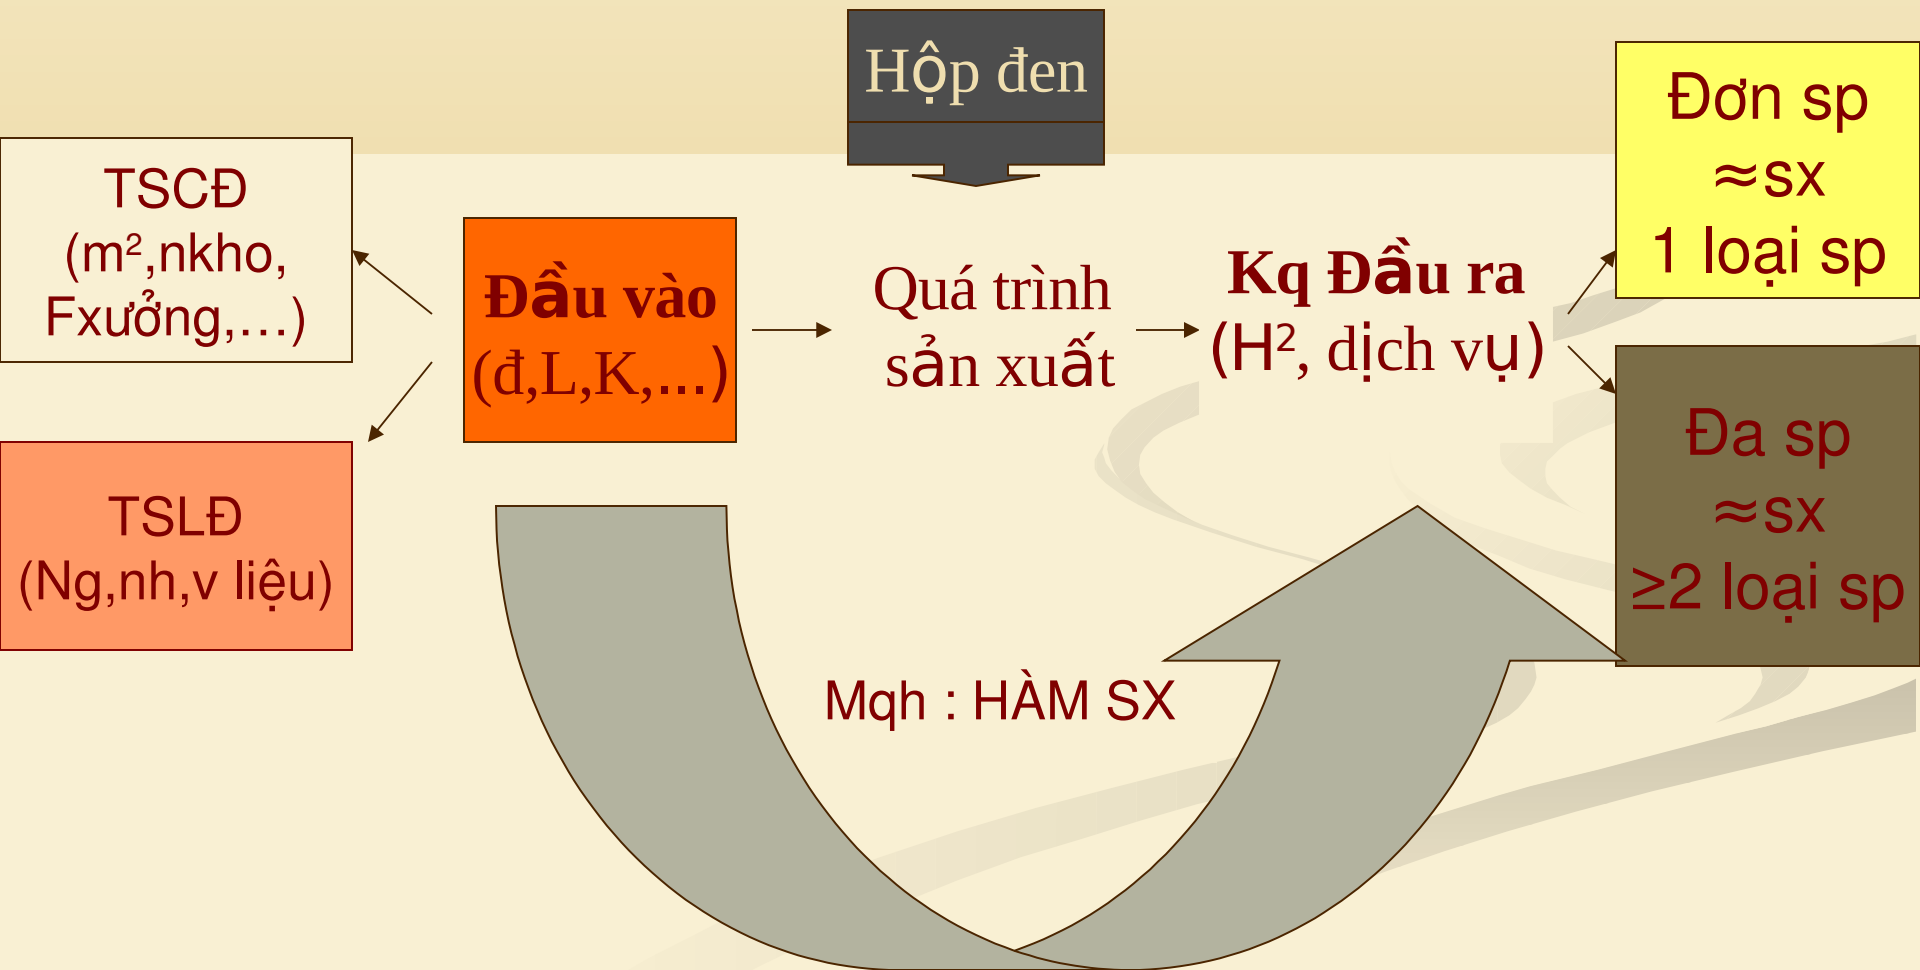 Hộp đen
TSCĐ
(m²,nkho,
Fxưởng,…)
TSLĐ
(Ng,nh,v liệu)
Đầu vào
(đ,L,K,...)
Quá trình
sản xuất
Kq Đầu ra
(H², dịch vụ)
Đơn sp
≈sx
1 loại sp
Đa sp
≈sx
≥2 loại sp
Mqh : HÀM SX